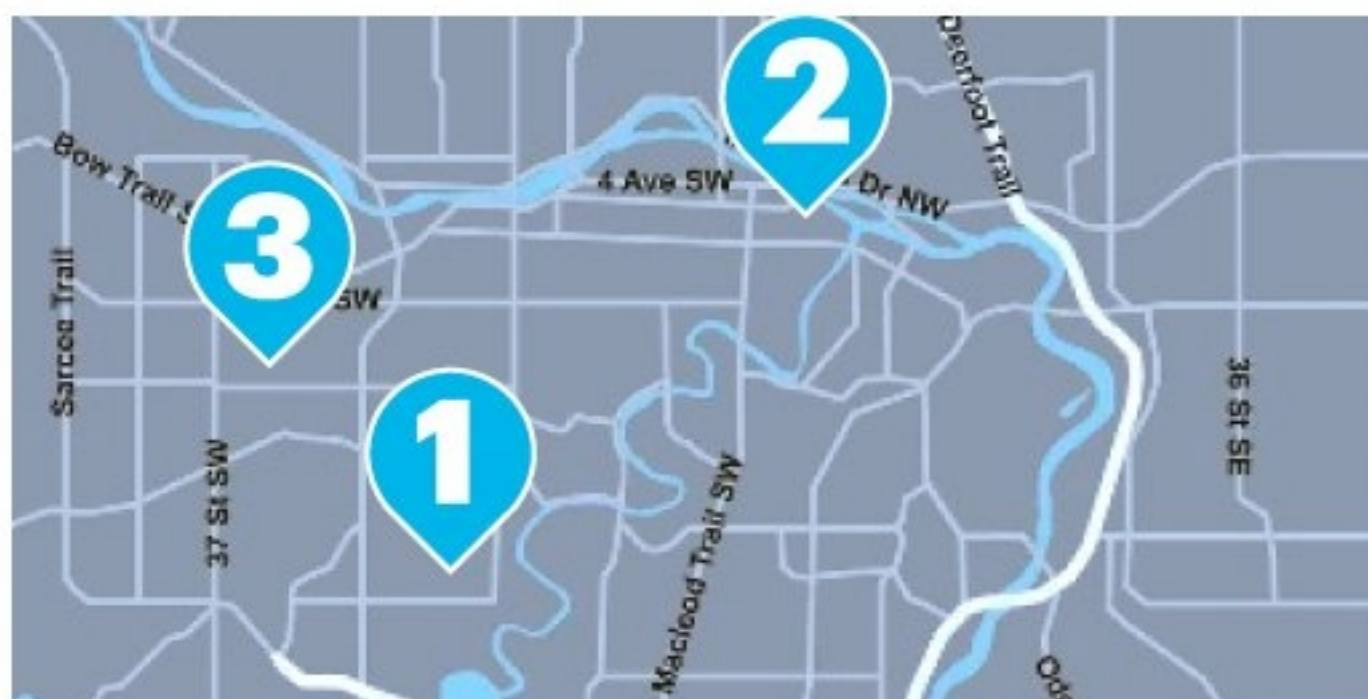 2
Deerfoot Trail
Bow Trail
4 Ave SW
Dr NW
3
SW
Sarcee Trail
1
36 St SE
37 St SW
Macleod Trail SW